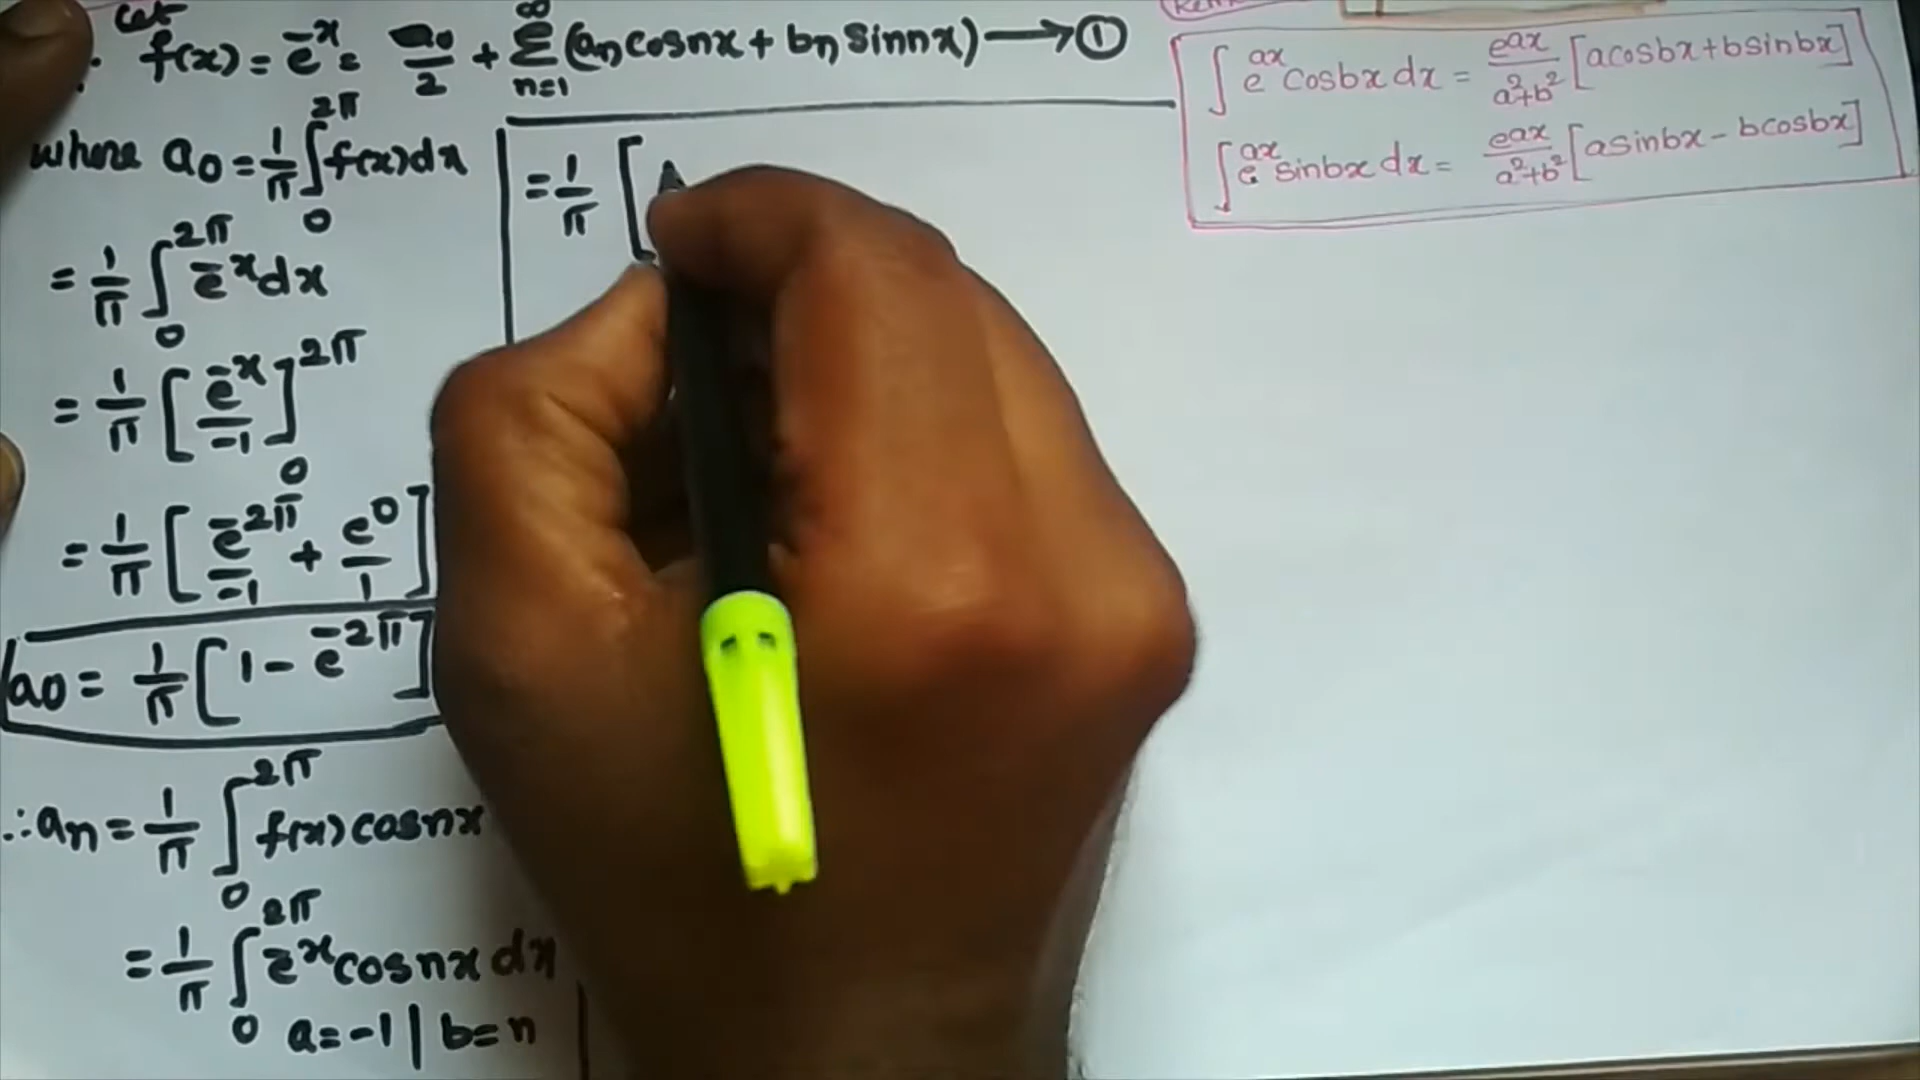 Let
∴ f(x) = e^-x = a0/2 + Σ_{n=1}^{∞} (an cosnx + bn sinnx) → ①
where a0 = 1/π ∫_0^{2π} f(x)dx
= 1/π ∫_0^{2π} e^-x dx
= 1/π [e^-x/-1]_0^{2π}
= 1/π [e^-2π/-1 + e^0/1]
a0 = 1/π [1 - e^-2π]
∴ an = 1/π ∫_0^{2π} f(x) cosnx
= 1/π ∫_0^{2π} e^-x cosnx dx
a = -1 | b = n
= 1/π [
∫ e^ax cosbx dx = e^ax/a²+b² [acosbx + bsinbx]
∫ e^ax sinbx dx = e^ax/a²+b² [asinbx - bcosbx]